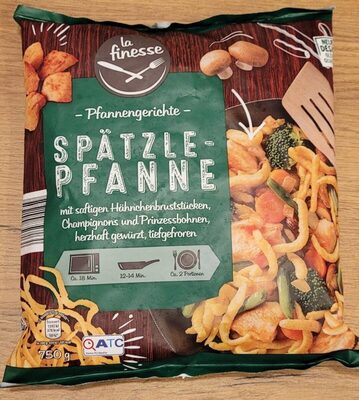 la
finesse
– Pfannengerichte –
SPÄTZLE-
PFANNE
mit saftigen Hähnchenbruststücken,
Champignons und Prinzessbohnen,
herzhaft gewürzt, tiefgefroren
Ca. 18 Min.
12-14 Min.
Ca. 2 Portionen
750 g
QATC